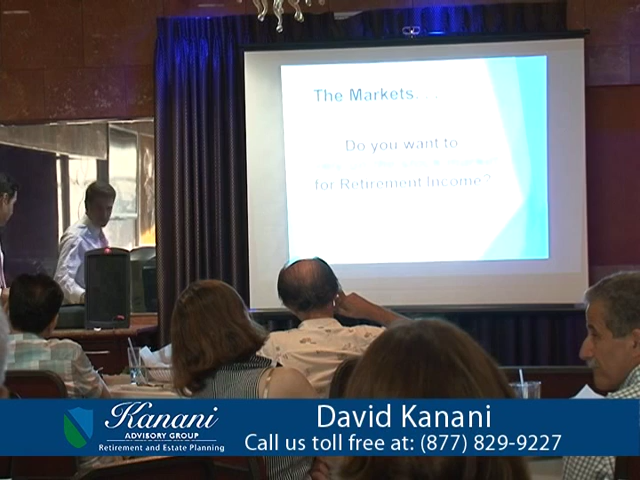 The Markets. . .
Do you want to
for Retirement Income?
Kanani
ADVISORY GROUP
Retirement and Estate Planning
David Kanani
Call us toll free at: (877) 829-9227